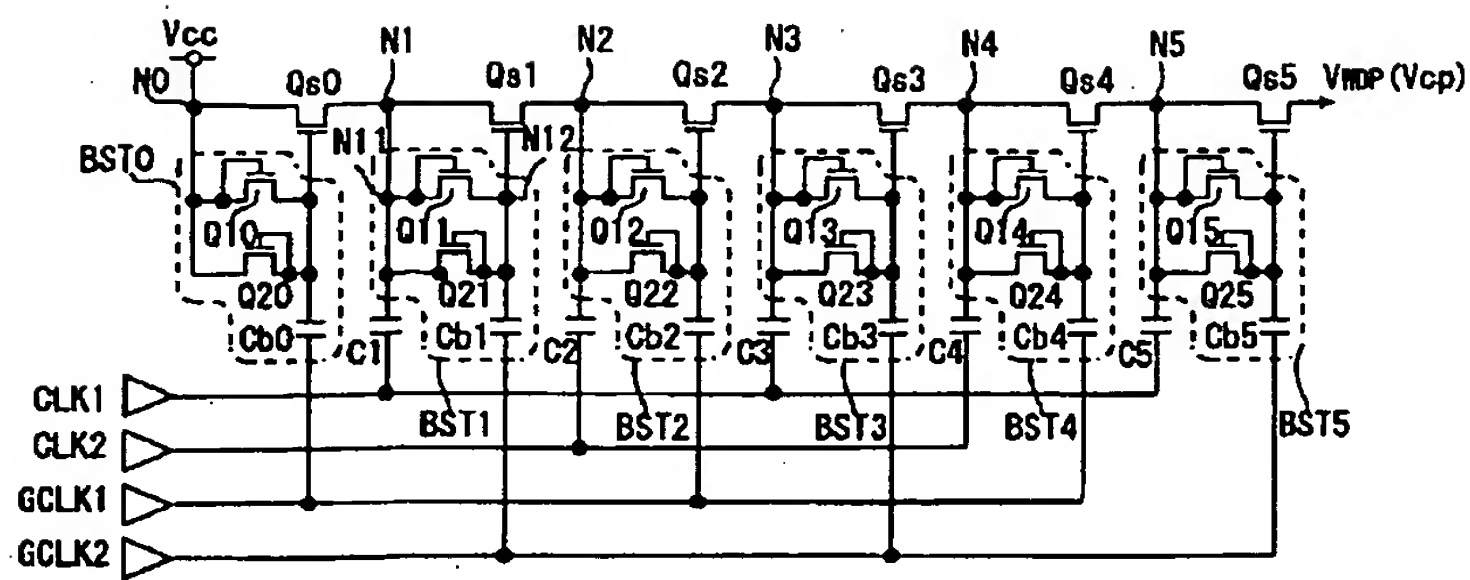 Vcc N1 N2 N3 N4 N5
N0 Qs0 Qs1 Qs2 Qs3 Qs4 Qs5 VMDP(Vcp)
BST0 N11 N12
Q10 Q11 Q12 Q13 Q14 Q15
Q20 Q21 Q22 Q23 Q24 Q25
Cb0 C1 Cb1 C2 Cb2 C3 Cb3 C4 Cb4 C5 Cb5
CLK1
BST1 BST2 BST3 BST4 BST5
CLK2
GCLK1
GCLK2